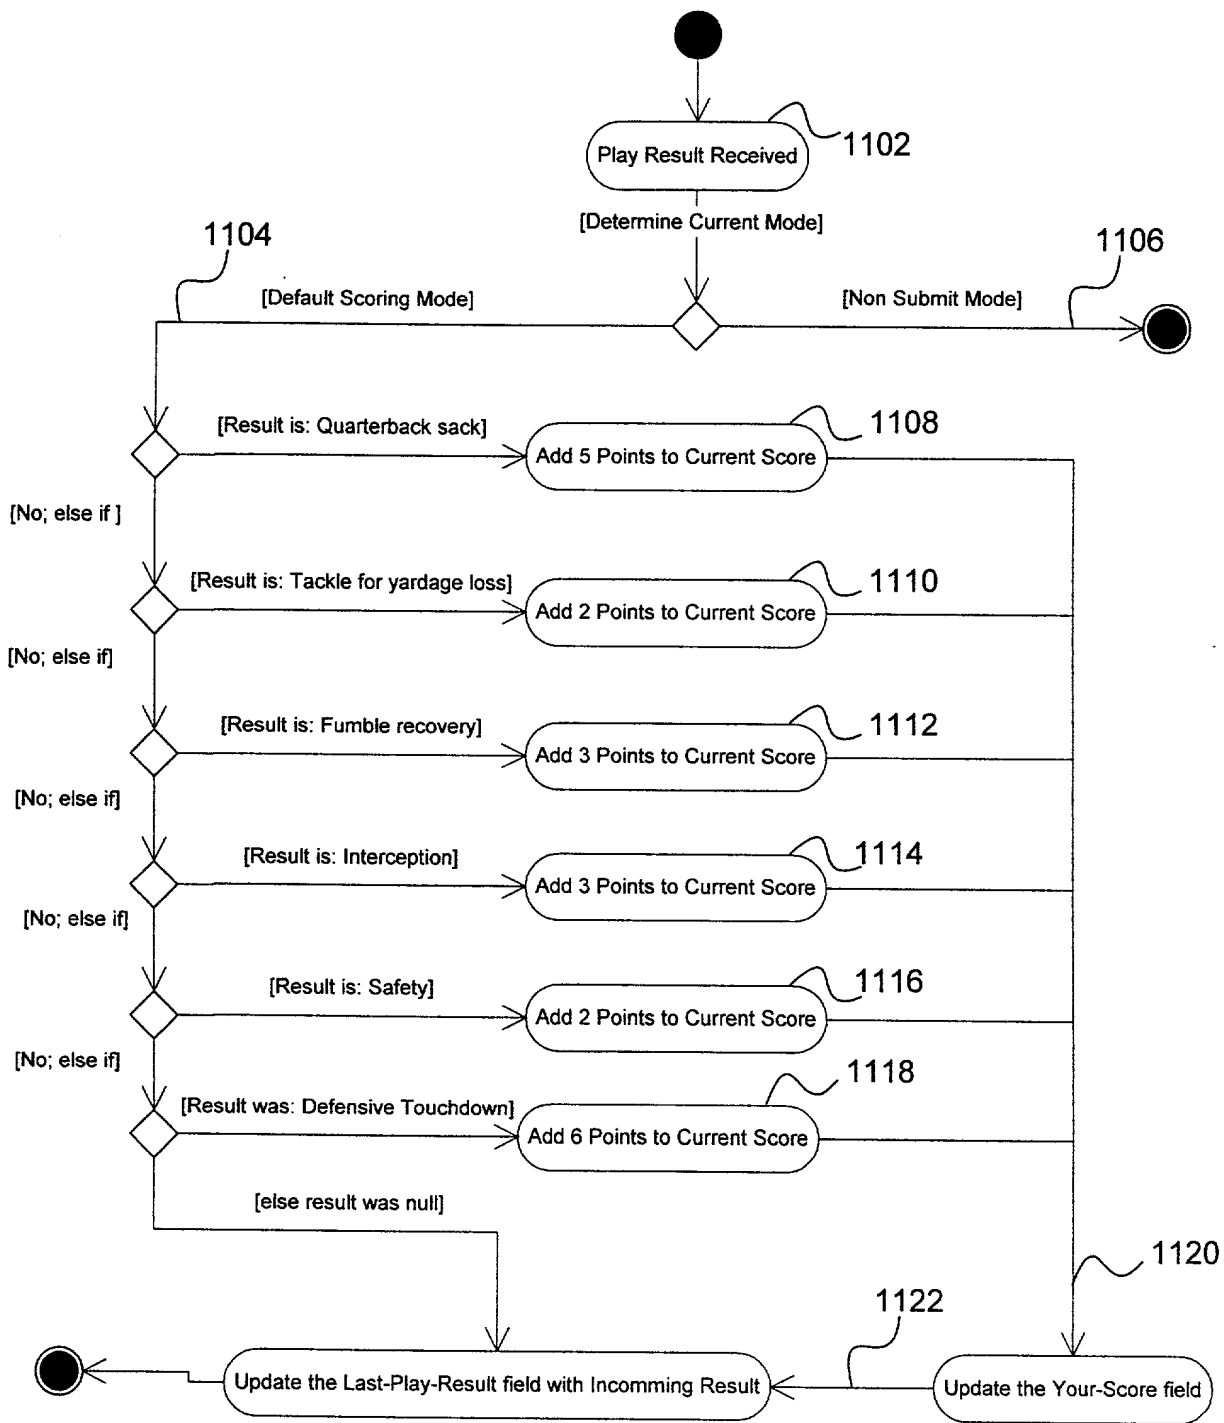 Play Result Received
1102
[Determine Current Mode]
1104
1106
[Default Scoring Mode]
[Non Submit Mode]
[Result is: Quarterback sack]
1108
Add 5 Points to Current Score
[No; else if ]
[Result is: Tackle for yardage loss]
1110
Add 2 Points to Current Score
[No; else if]
[Result is: Fumble recovery]
1112
Add 3 Points to Current Score
[No; else if]
[Result is: Interception]
1114
Add 3 Points to Current Score
[No; else if]
[Result is: Safety]
1116
Add 2 Points to Current Score
[No; else if]
1118
[Result was: Defensive Touchdown]
Add 6 Points to Current Score
[else result was null]
1120
1122
Update the Last-Play-Result field with Incomming Result
Update the Your-Score field